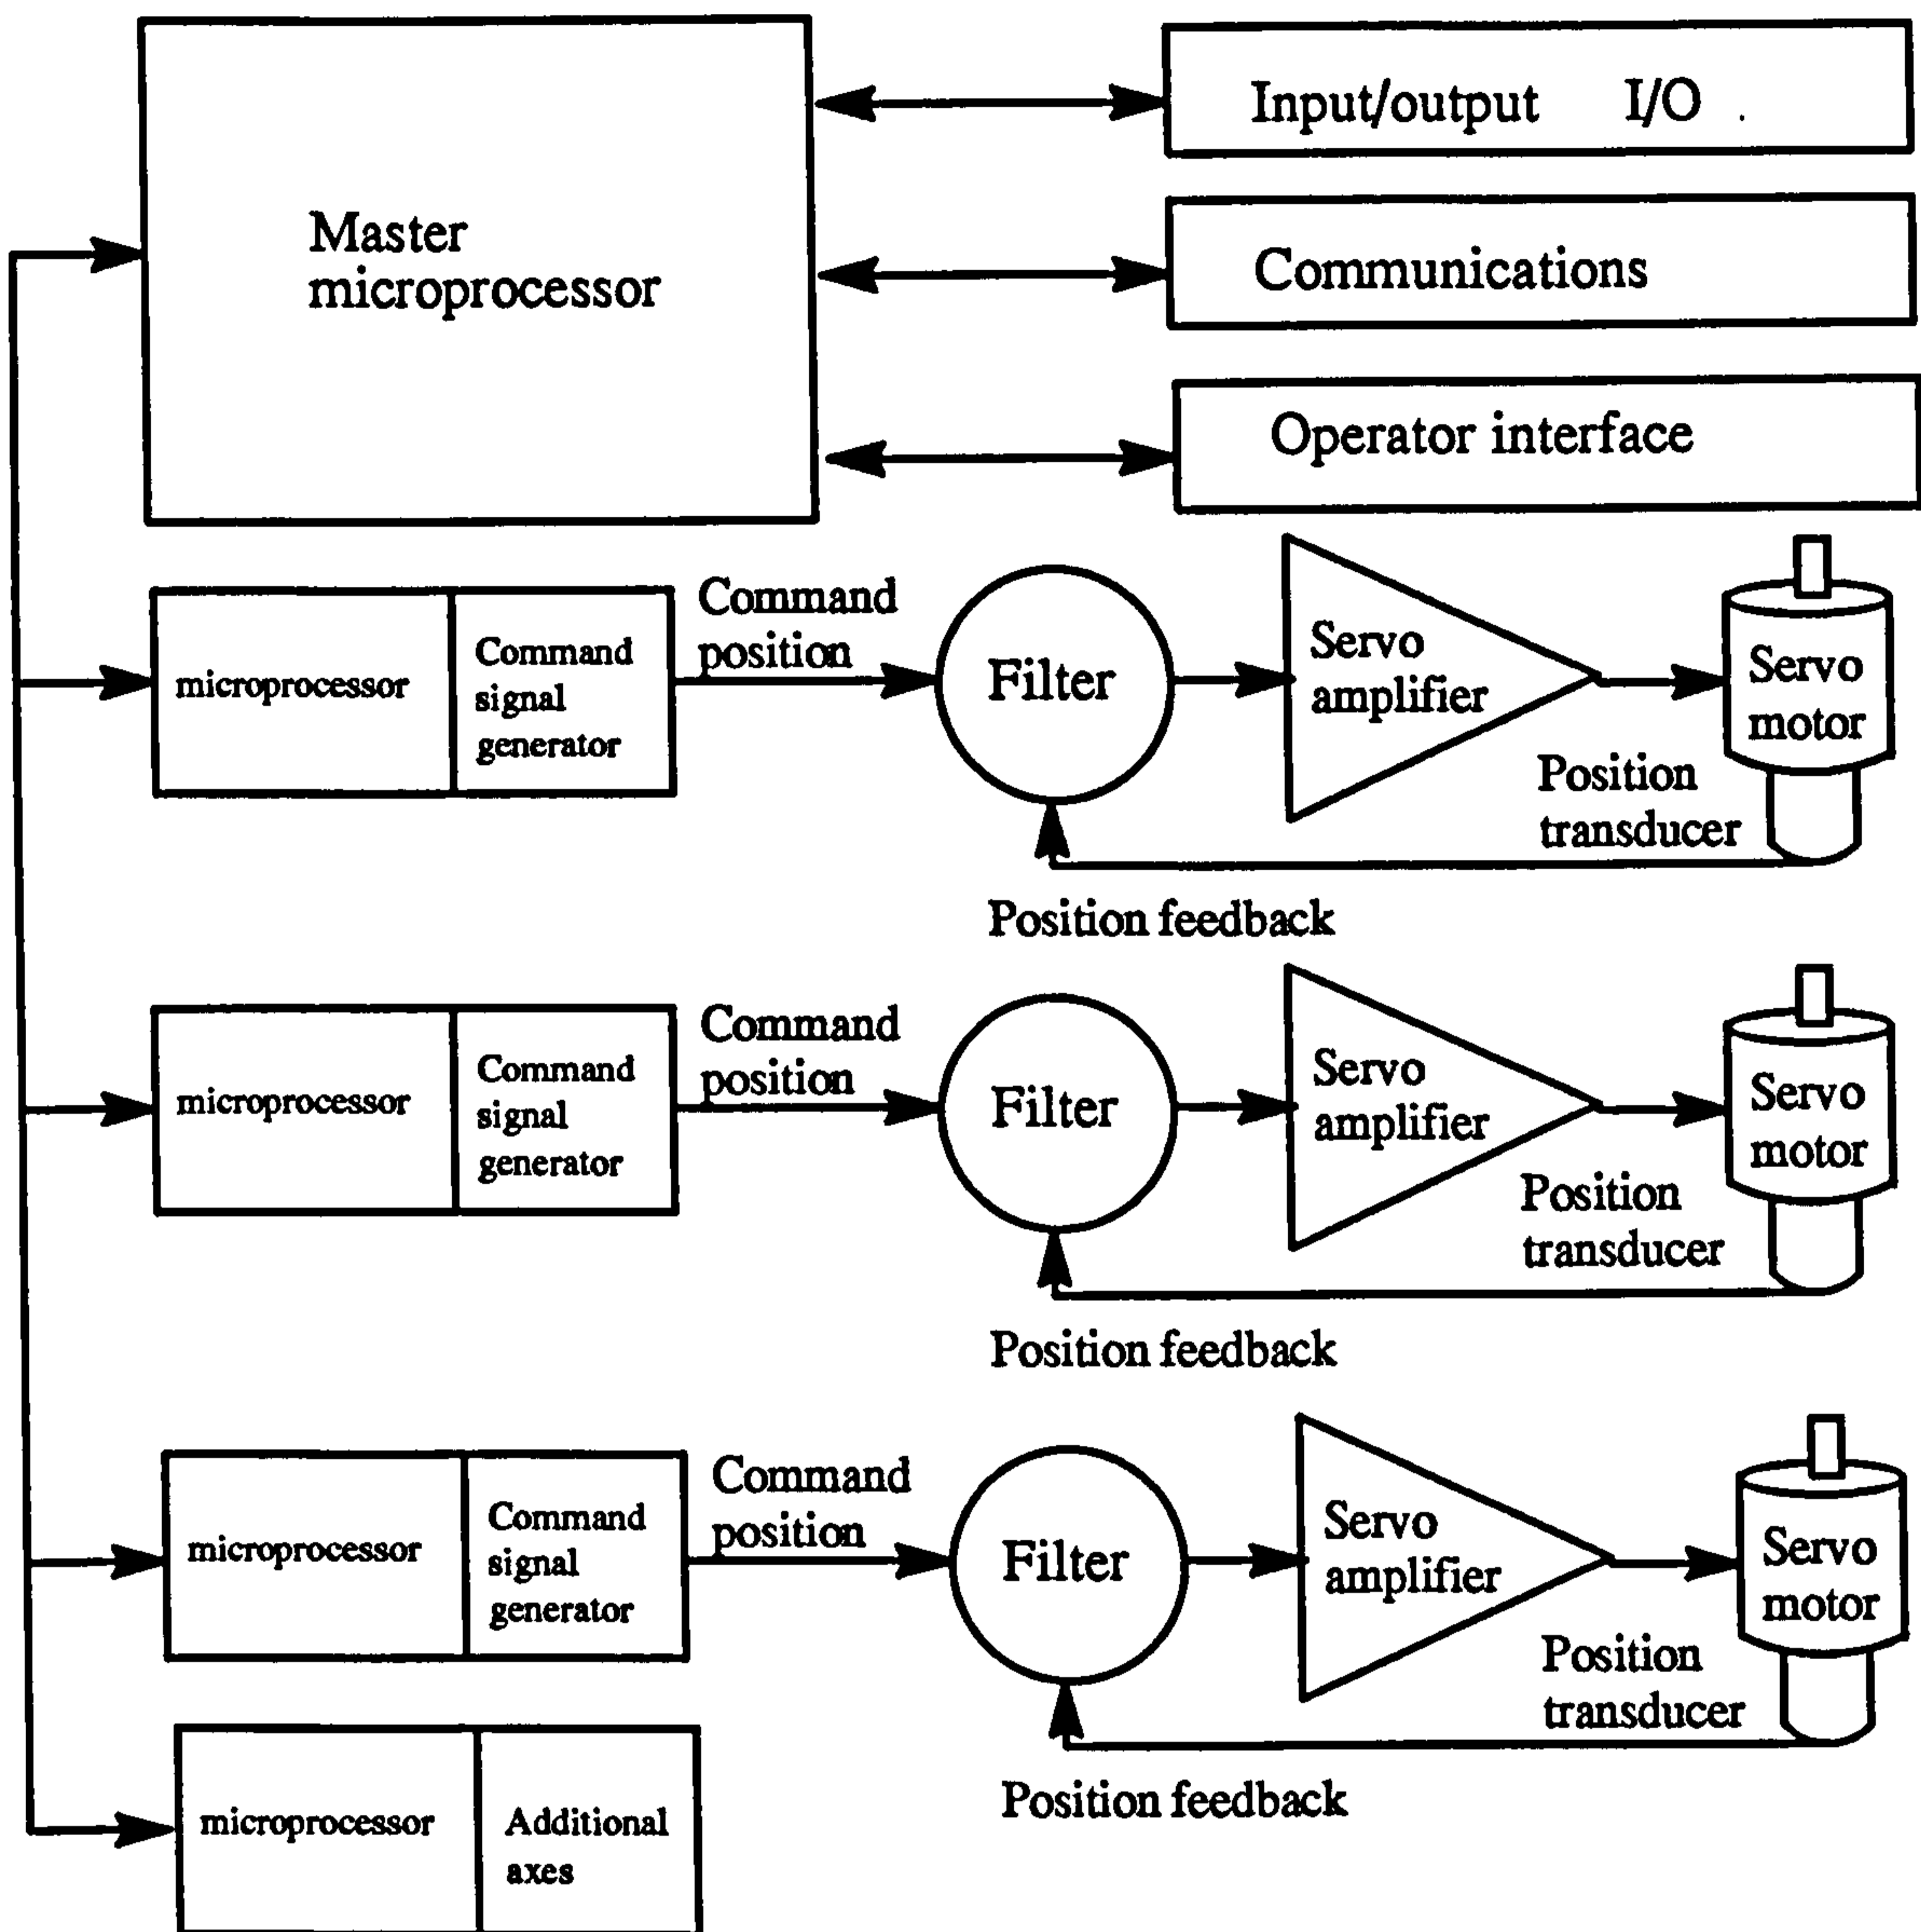 Input/output I/O .
Master
microprocessor
Communications
Operator interface
microprocessor
Command
signal
generator
Command
position
Filter
Servo
amplifier
Servo
motor
Position
transducer
Position feedback
microprocessor
Command
signal
generator
Command
position
Filter
Servo
amplifier
Servo
motor
Position
transducer
Position feedback
microprocessor
Command
signal
generator
Command
position
Filter
Servo
amplifier
Servo
motor
Position
transducer
Position feedback
microprocessor
Additional
axes